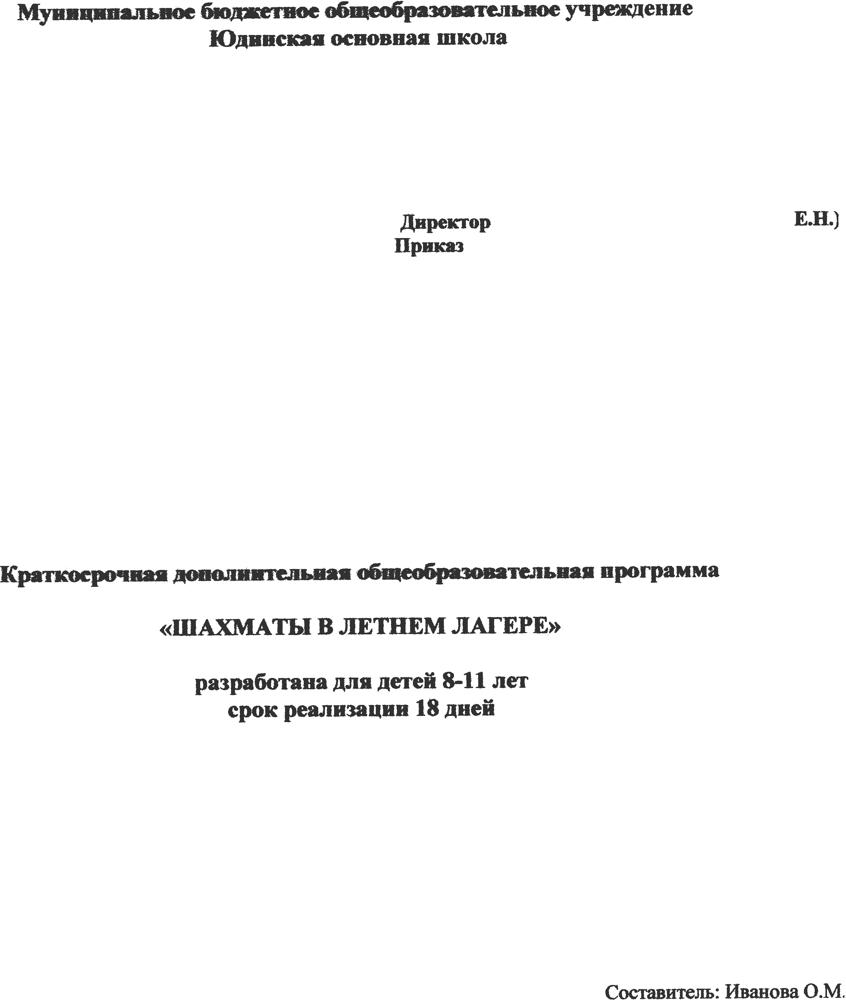 Муниципальное бюджетное общеобразовательное учреждение
Юдинская основная школа
Директор Е.Н.)
Приказ
Краткосрочная дополнительная общеобразовательная программа
«ШАХМАТЫ В ЛЕТНЕМ ЛАГЕРЕ»
разработана для детей 8-11 лет
срок реализации 18 дней
Составитель: Иванова О.М.